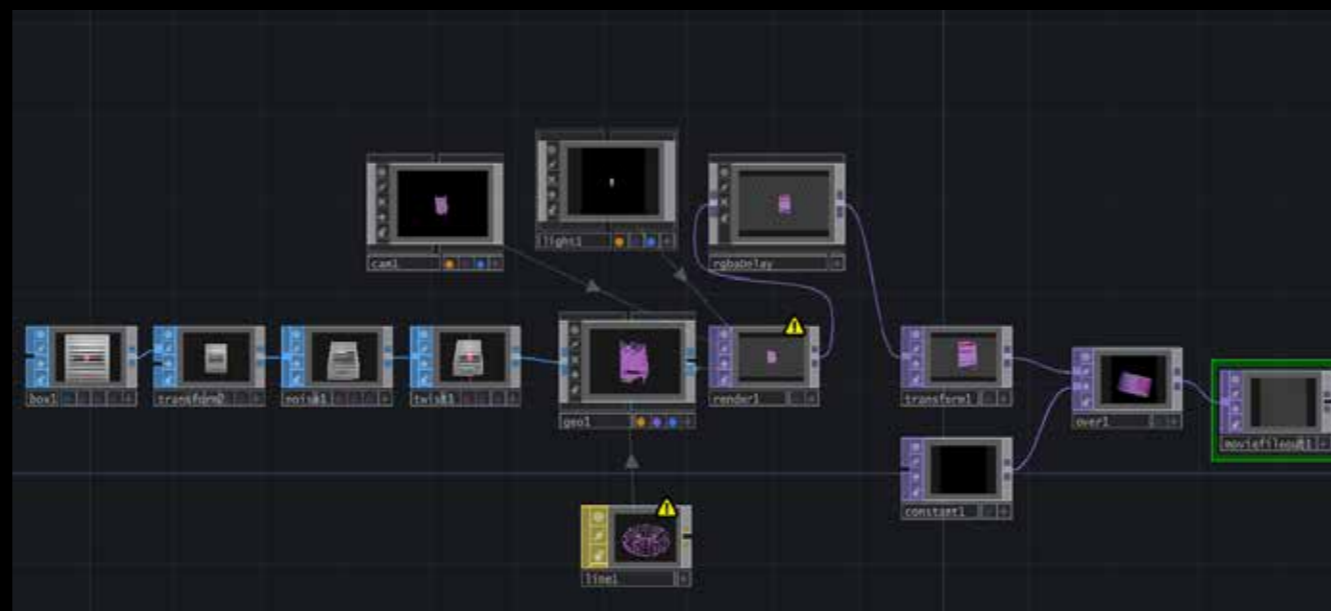 cam1
light1
rgbaDelay
box1
transform2
noise1
twist1
geo1
render1
transform1
over1
moviefileout1
constant1
line1